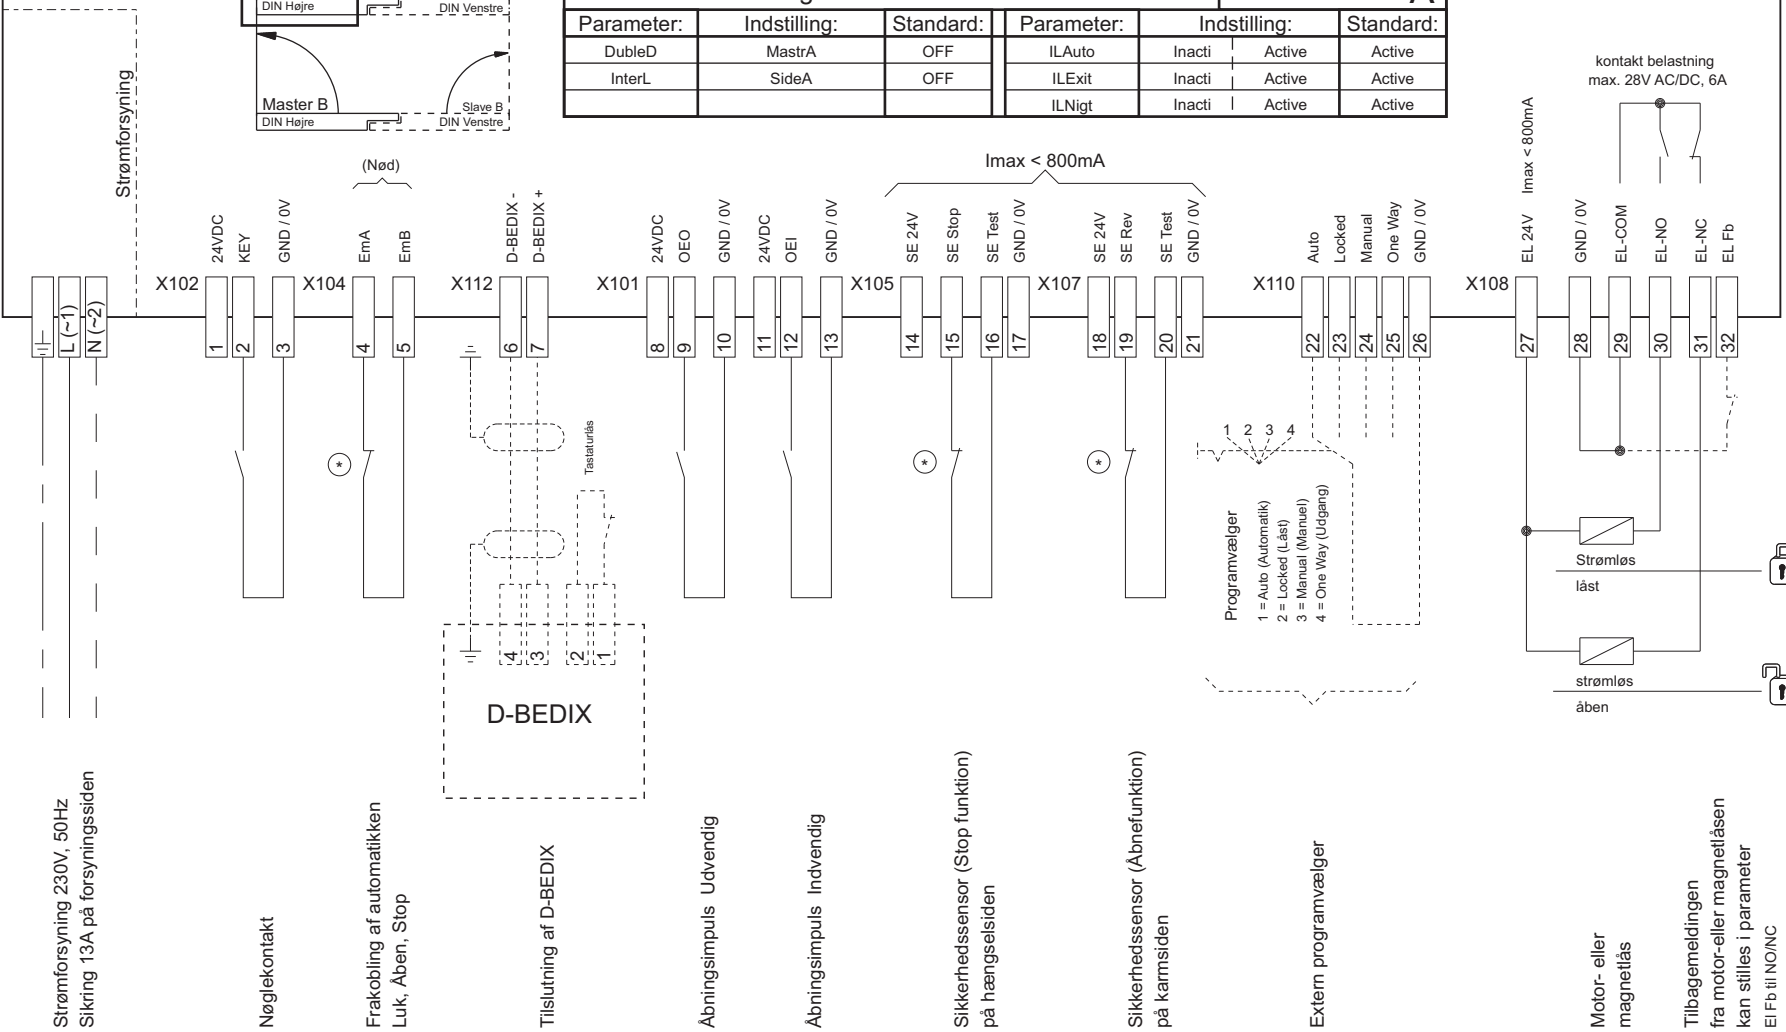 DIN Højre
DIN Venstre
Master B
Slave B
DIN Højre
DIN Venstre
Parameter: Indstilling: Standard: Parameter: Indstilling: Standard:
DubleD MastrA OFF ILAuto Inacti Active Active
InterL SideA OFF ILExit Inacti Active Active
ILNigt Inacti Active Active
kontakt belastning
max. 28V AC/DC, 6A
Strømforsyning
(Nød)
Imax < 800mA
Imax < 800mA
X102
24VDC
KEY
GND / 0V
X104
EmA
EmB
X112
D-BEDIX -
D-BEDIX +
X101
24VDC
OEO
GND / 0V
24VDC
OEI
GND / 0V
X105
SE 24V
SE Stop
SE Test
GND / 0V
X107
SE 24V
SE Rev
SE Test
GND / 0V
X110
Auto
Locked
Manual
One Way
GND / 0V
X108
EL 24V
GND / 0V
EL-COM
EL-NO
EL-NC
EL Fb
L (~1)
N (~2)
1 2 3 4 5 6 7 8 9 10 11 12 13 14 15 16 17 18 19 20 21 22 23 24 25 26 27 28 29 30 31 32
Tastaturlås
*
*
*
1 2 3 4
Programvælger
1 = Auto (Automatik)
2 = Locked (Låst)
3 = Manual (Manuel)
4 = One Way (Udgang)
Strømløs
låst
strømløs
åben
4 3 2 1
D-BEDIX
Strømforsyning 230V, 50Hz
Sikring 13A på forsyningssiden
Nøglekontakt
Frakobling af automatikken
Luk, Åben, Stop
Tilslutning af D-BEDIX
Åbningsimpuls Udvendig
Åbningsimpuls Indvendig
Sikkerhedssensor (Stop funktion)
på hængselsiden
Sikkerhedssensor (Åbnefunktion)
på karmsiden
Extern programvælger
Motor- eller
magnetlås
Tilbagemeldingen
fra motor-eller magnetlåsen
kan stilles i parameter
El Fb til NO/NC